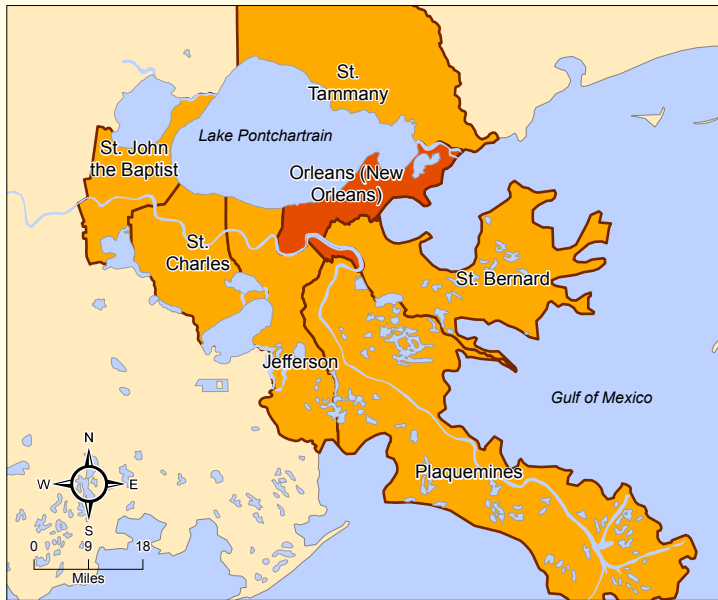 St.
Tammany
Lake Pontchartrain
St. John
the Baptist
Orleans (New
Orleans)
St.
Charles
St. Bernard
Jefferson
Gulf of Mexico
Plaquemines
N
W
E
S
0
9
18
Miles